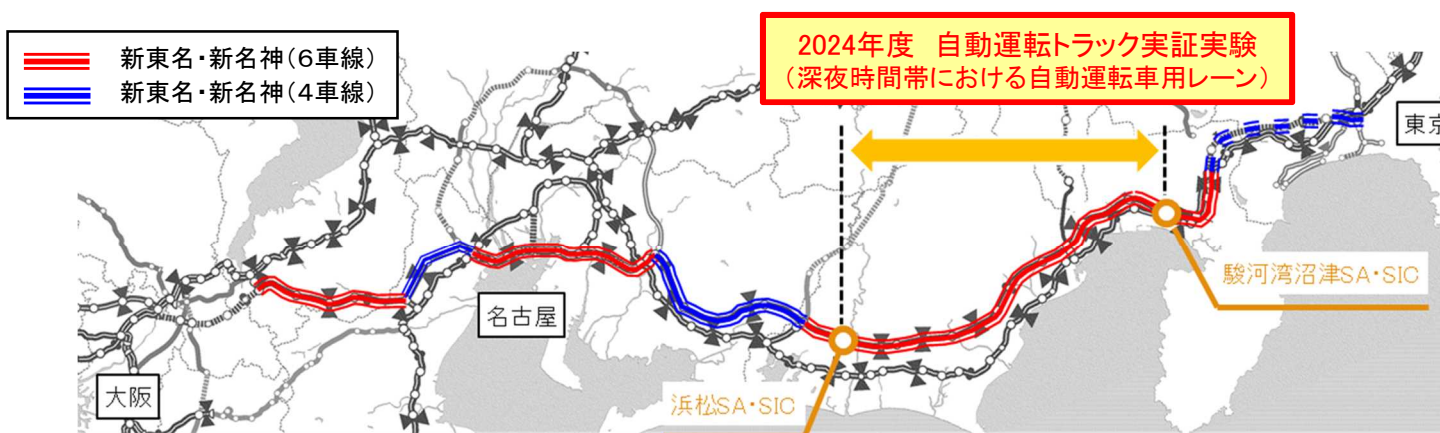 新東名・新名神(6車線)
新東名・新名神(4車線)
2024年度 自動運転トラック実証実験
(深夜時間帯における自動運転車用レーン)
東京
駿河湾沼津SA・SIC
名古屋
大阪
浜松SA・SIC